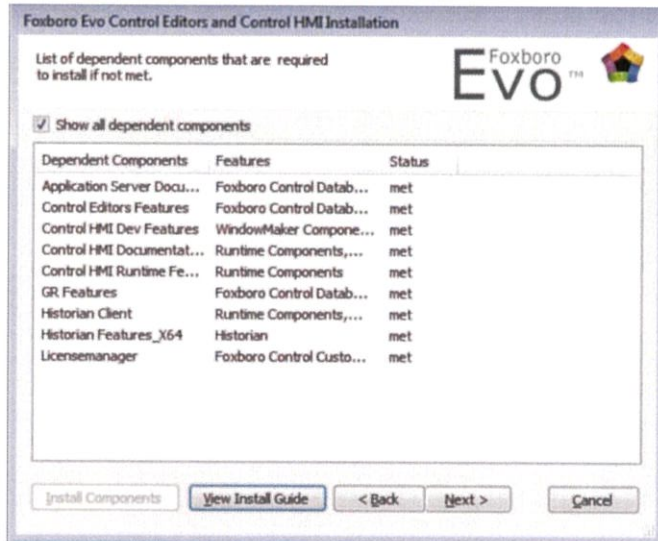 Foxboro Evo Control Editors and Control HMI Installation
List of dependent components that are required
to install if not met.
Foxboro
Evo™
Show all dependent components
Dependent Components Features Status
Application Server Docu... Foxboro Control Datab... met
Control Editors Features Foxboro Control Datab... met
Control HMI Dev Features WindowMaker Compone... met
Control HMI Documentat... Runtime Components,... met
Control HMI Runtime Fe... Runtime Components met
GR Features Foxboro Control Datab... met
Historian Client Runtime Components,... met
Historian Features_X64 Historian met
Licensemanager Foxboro Control Custo... met
Install Components View Install Guide < Back Next > Cancel